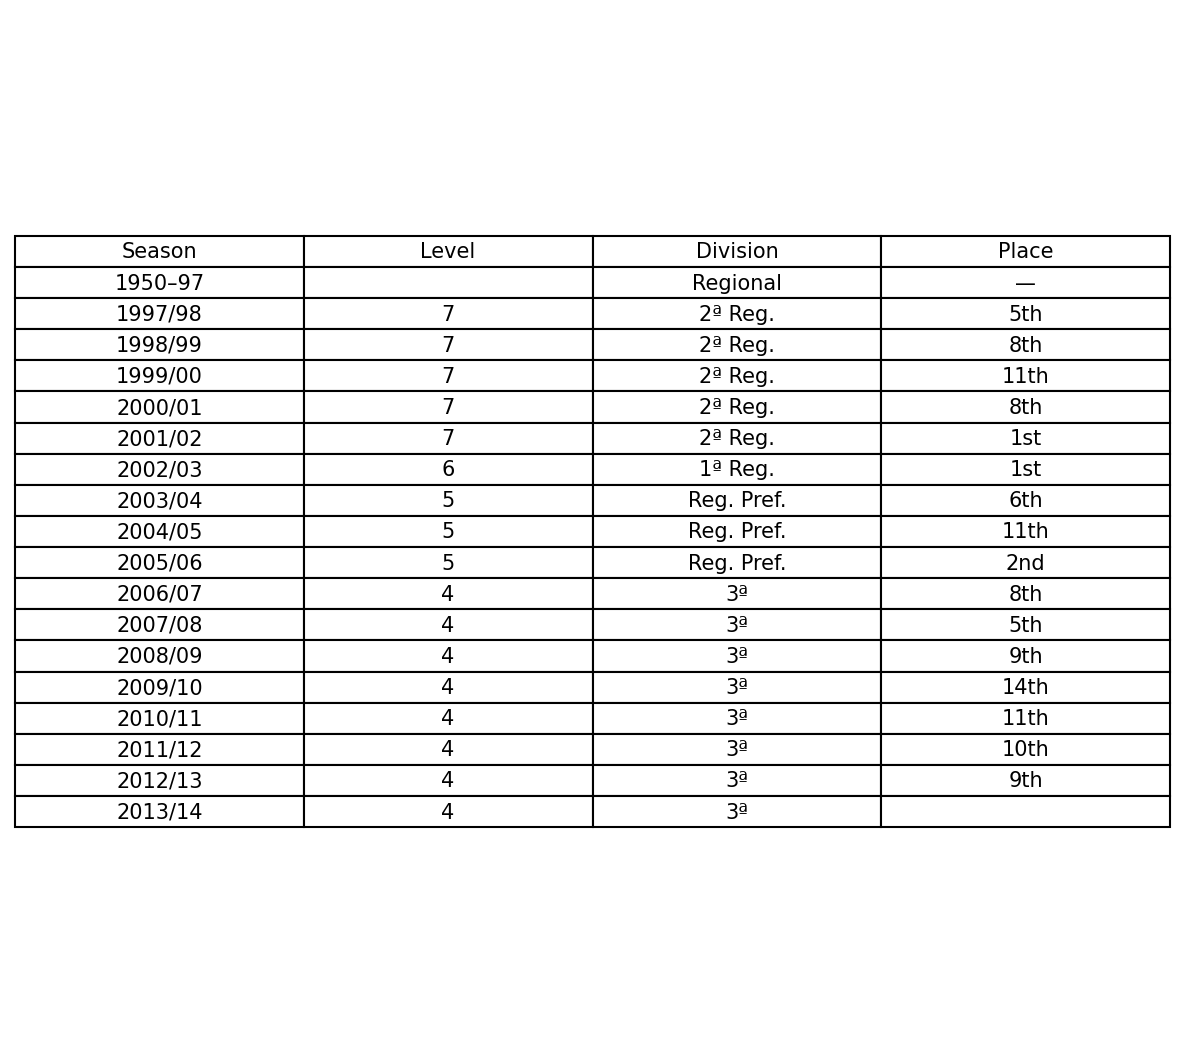 Season Level Division Place
1950–97 Regional —
1997/98 7 2ª Reg. 5th
1998/99 7 2ª Reg. 8th
1999/00 7 2ª Reg. 11th
2000/01 7 2ª Reg. 8th
2001/02 7 2ª Reg. 1st
2002/03 6 1ª Reg. 1st
2003/04 5 Reg. Pref. 6th
2004/05 5 Reg. Pref. 11th
2005/06 5 Reg. Pref. 2nd
2006/07 4 3ª 8th
2007/08 4 3ª 5th
2008/09 4 3ª 9th
2009/10 4 3ª 14th
2010/11 4 3ª 11th
2011/12 4 3ª 10th
2012/13 4 3ª 9th
2013/14 4 3ª